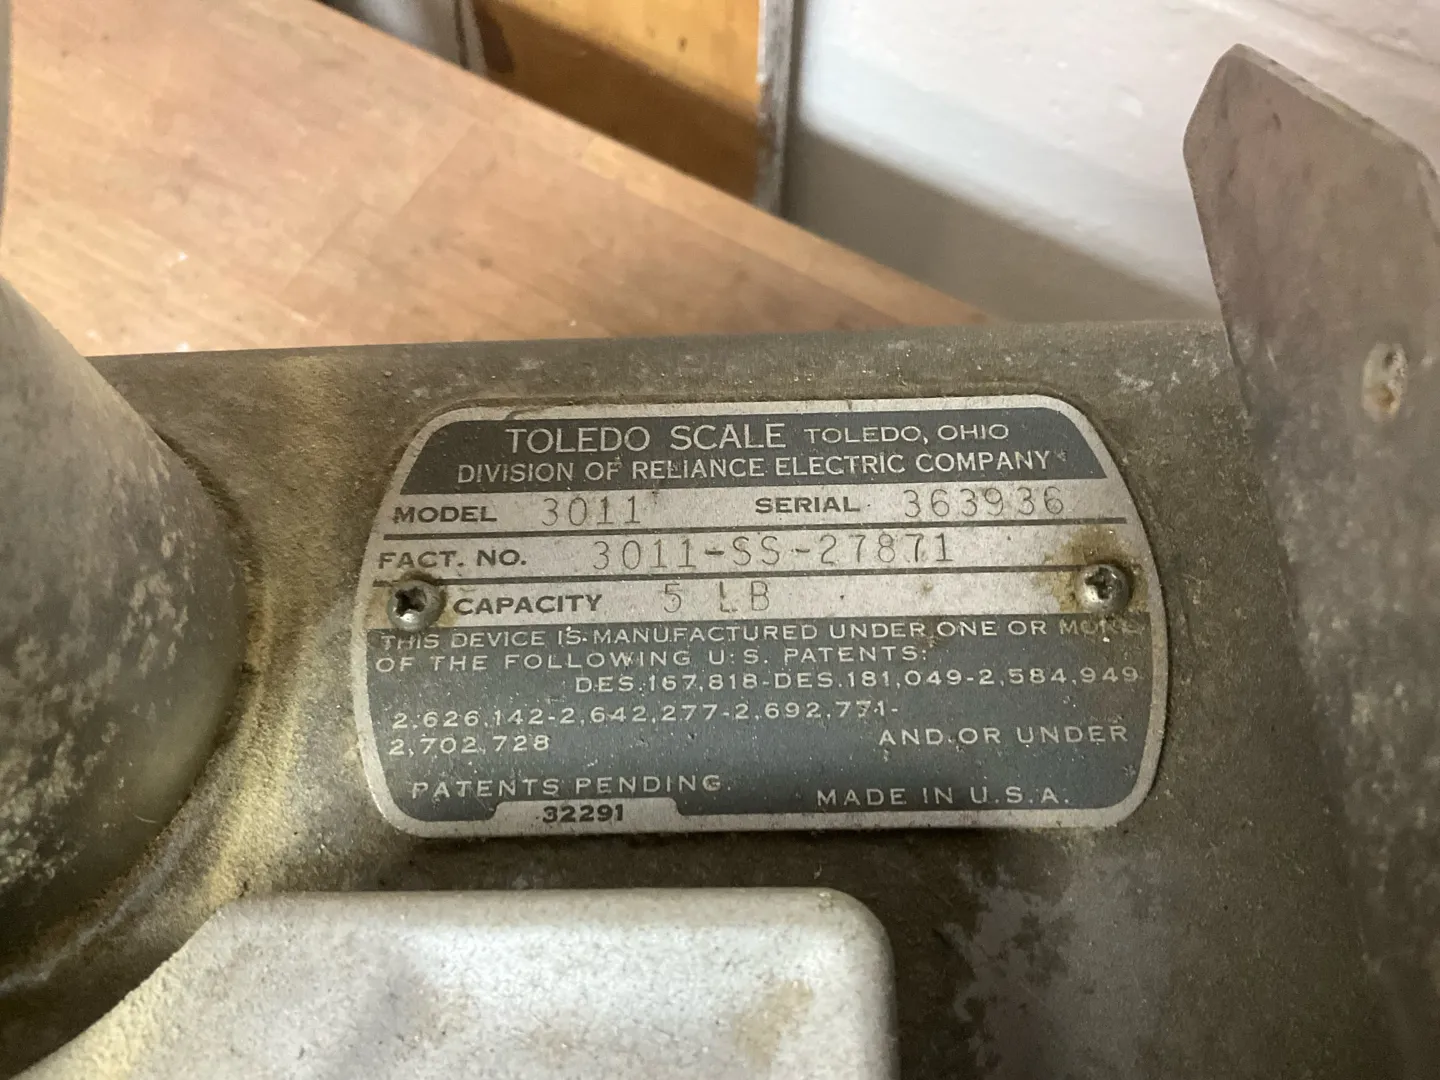 TOLEDO SCALE TOLEDO, OHIO
DIVISION OF RELIANCE ELECTRIC COMPANY
MODEL 3011 SERIAL 363936
FACT. NO. 3011-SS-27871
CAPACITY 5 LB
THIS DEVICE IS MANUFACTURED UNDER ONE OR MORE
OF THE FOLLOWING U.S. PATENTS:
DES.167,818-DES.181,049-2,584,949
2,626,142-2,642,277-2,692,771-
2,702,728 AND OR UNDER
PATENTS PENDING.
MADE IN U.S.A.
32291